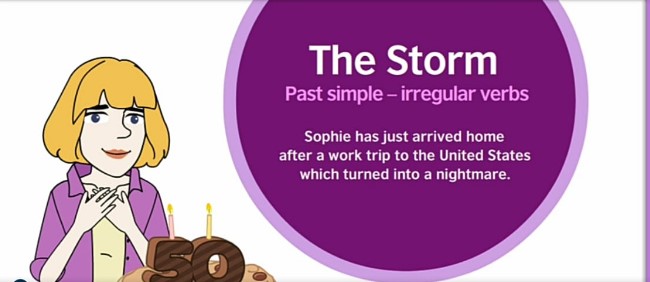 The Storm
Past simple – irregular verbs
Sophie has just arrived home
after a work trip to the United States
which turned into a nightmare.
50